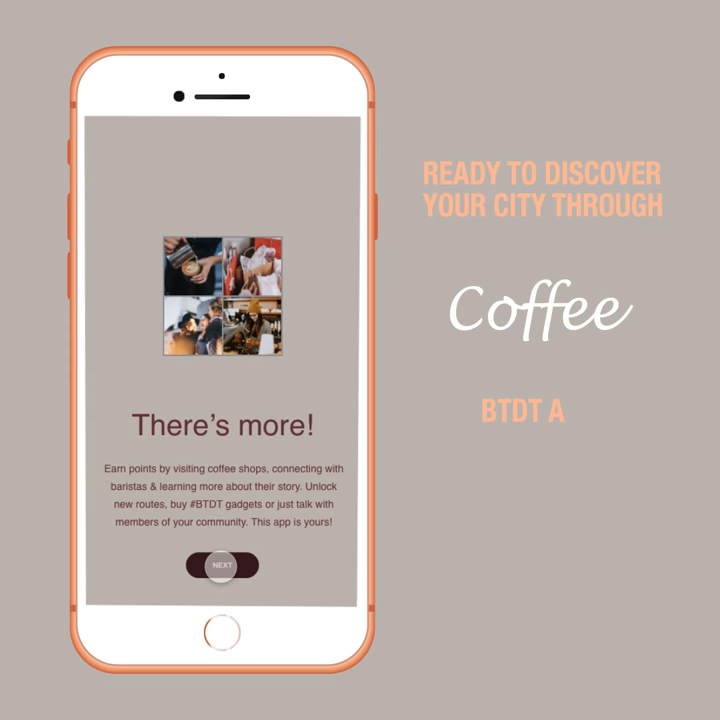 There’s more!
Earn points by visiting coffee shops, connecting with
baristas & learning more about their story. Unlock
new routes, buy #BTDT gadgets or just talk with
members of your community. This app is yours!
NEXT
READY TO DISCOVER
YOUR CITY THROUGH
Coffee
BTDT A